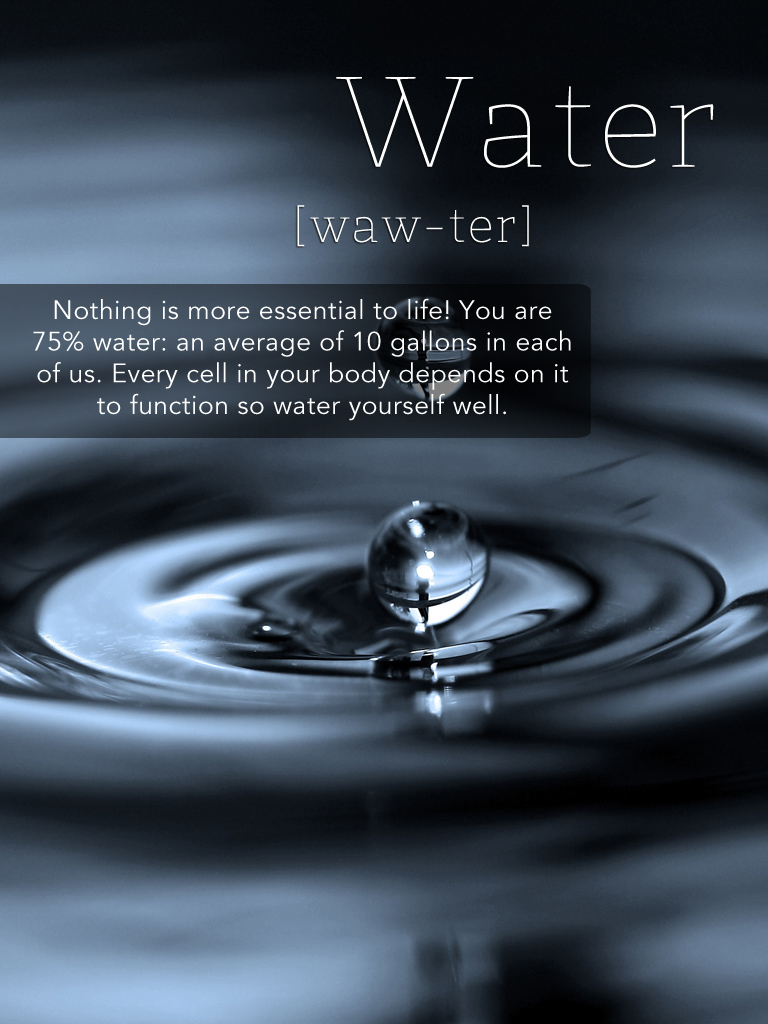 Water
[waw-ter]
Nothing is more essential to life! You are
75% water: an average of 10 gallons in each
of us. Every cell in your body depends on it
to function so water yourself well.